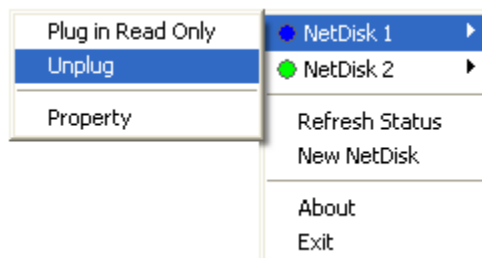 Plug in Read Only
Unplug
Property
NetDisk 1
NetDisk 2
Refresh Status
New NetDisk
About
Exit